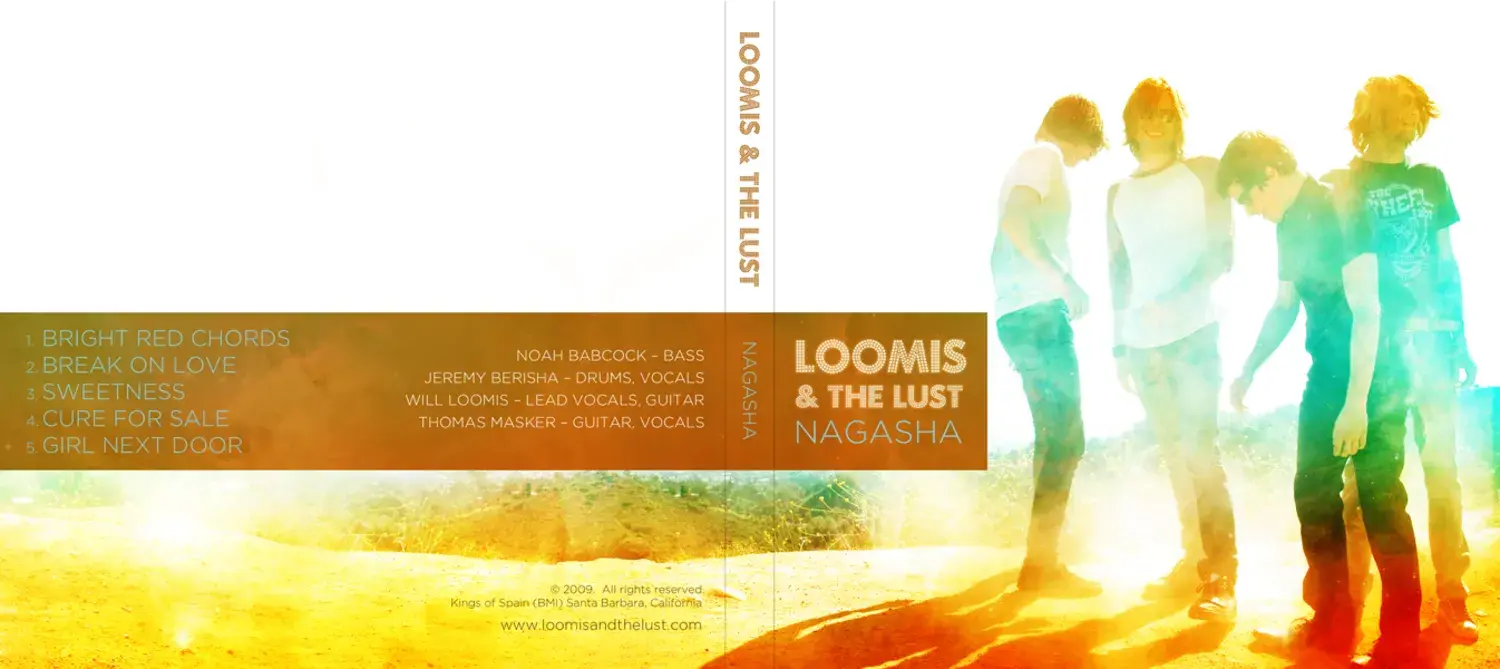 1. BRIGHT RED CHORDS
2. BREAK ON LOVE
3. SWEETNESS
4. CURE FOR SALE
5. GIRL NEXT DOOR
NOAH BABCOCK – BASS
JEREMY BERISHA – DRUMS, VOCALS
WILL LOOMIS – LEAD VOCALS, GUITAR
THOMAS MASKER – GUITAR, VOCALS
© 2009. All rights reserved.
Kings of Spain (BMI) Santa Barbara, California
www.loomisandthelust.com
LOOMIS & THE LUST
NAGASHA
LOOMIS
& THE LUST
NAGASHA